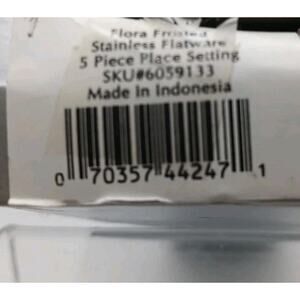 Flora Frosted
Stainless Flatware
5 Piece Place Setting
SKU#6059133
Made In Indonesia
0 70357 44247 1